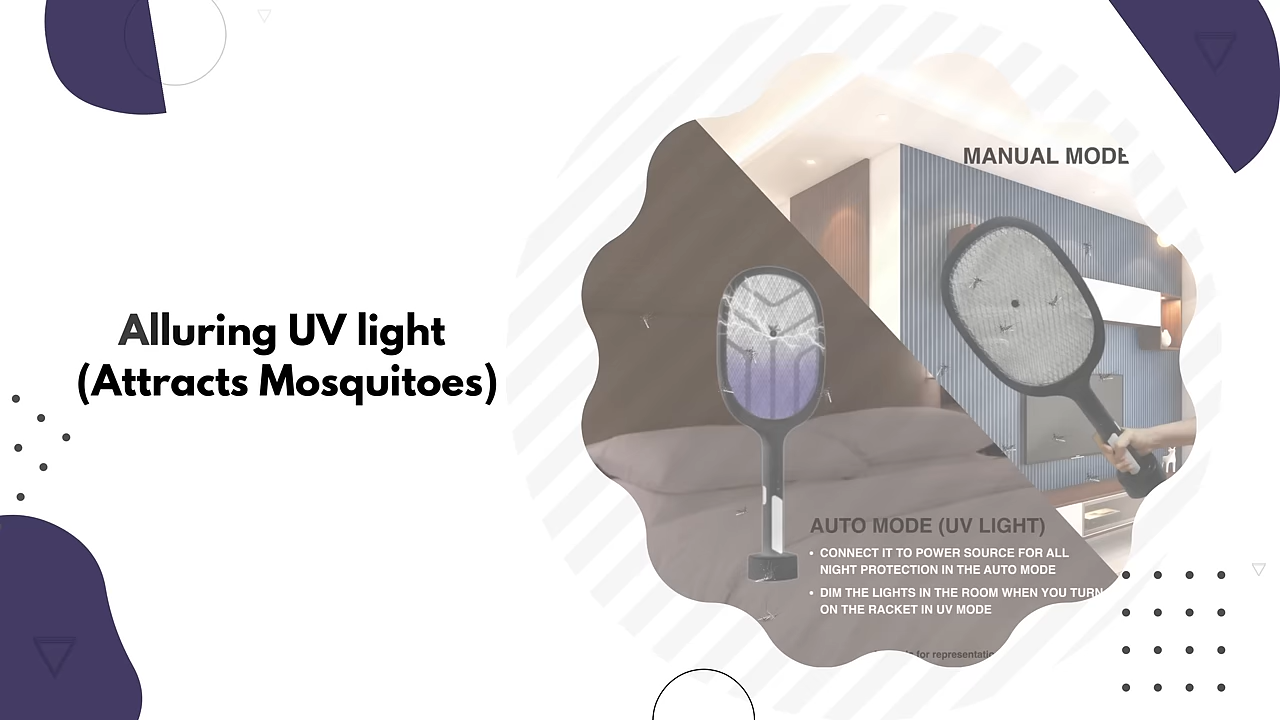 Alluring UV light
(Attracts Mosquitoes)
MANUAL MODE
AUTO MODE (UV LIGHT)
• CONNECT IT TO POWER SOURCE FOR ALL
NIGHT PROTECTION IN THE AUTO MODE
• DIM THE LIGHTS IN THE ROOM WHEN YOU TURN
ON THE RACKET IN UV MODE
for